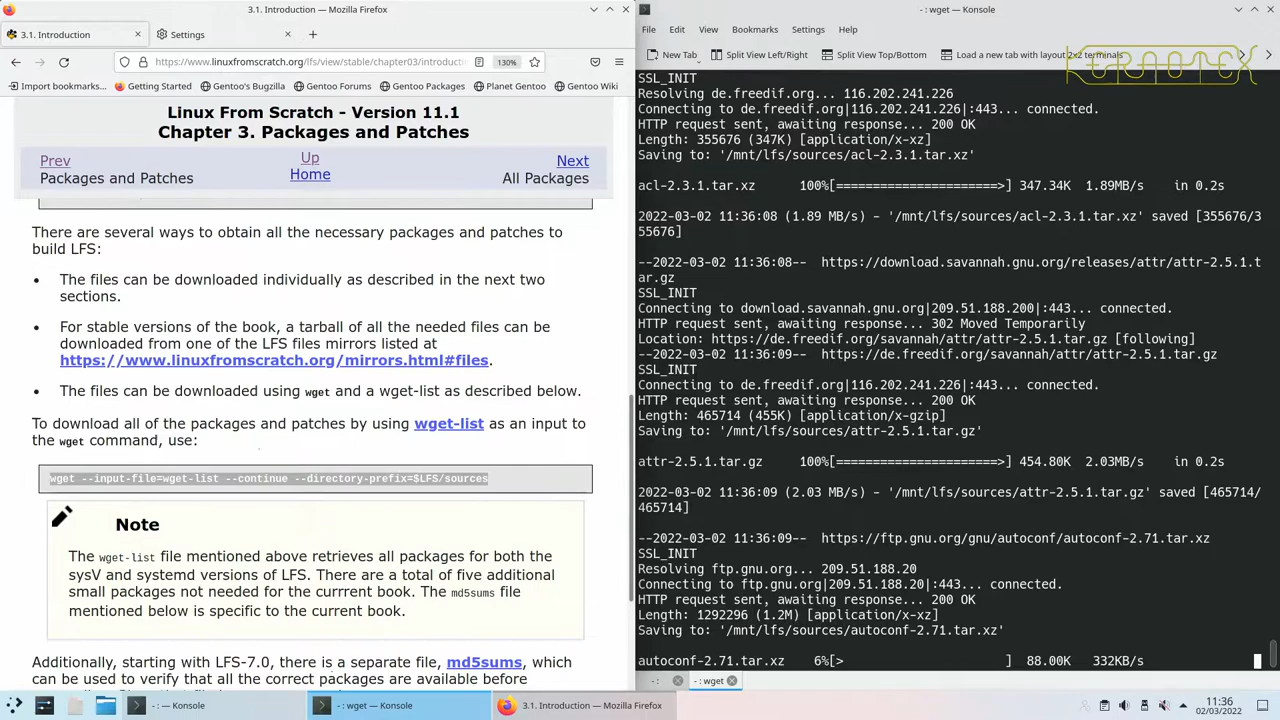 3.1. Introduction — Mozilla Firefox
3.1. Introduction
Settings
https://www.linuxfromscratch.org/lfs/view/stable/chapter03/introduct
130%
Import bookmarks...
Getting Started
Gentoo's Bugzilla
Gentoo Forums
Gentoo Packages
Planet Gentoo
Gentoo Wiki
Linux From Scratch - Version 11.1
Chapter 3. Packages and Patches
Prev
Up
Next
Packages and Patches
Home
All Packages
There are several ways to obtain all the necessary packages and patches to
build LFS:
• The files can be downloaded individually as described in the next two
sections.
• For stable versions of the book, a tarball of all the needed files can be
downloaded from one of the LFS files mirrors listed at
https://www.linuxfromscratch.org/mirrors.html#files.
• The files can be downloaded using wget and a wget-list as described below.
To download all of the packages and patches by using wget-list as an input to
the wget command, use:
wget --input-file=wget-list --continue --directory-prefix=$LFS/sources
Note
The wget-list file mentioned above retrieves all packages for both the
sysV and systemd versions of LFS. There are a total of five additional
small packages not needed for the currrent book. The md5sums file
mentioned below is specific to the current book.
Additionally, starting with LFS-7.0, there is a separate file, md5sums, which
can be used to verify that all the correct packages are available before
- : wget — Konsole
File
Edit
View
Bookmarks
Settings
Help
New Tab
Split View Left/Right
Split View Top/Bottom
Load a new tab with layout 2x2 terminals
KERNOTEX
SSL_INIT
Resolving de.freedif.org... 116.202.241.226
Connecting to de.freedif.org|116.202.241.226|:443... connected.
HTTP request sent, awaiting response... 200 OK
Length: 355676 (347K) [application/x-xz]
Saving to: '/mnt/lfs/sources/acl-2.3.1.tar.xz'
acl-2.3.1.tar.xz 100%[======================>] 347.34K 1.89MB/s in 0.2s
2022-03-02 11:36:08 (1.89 MB/s) - '/mnt/lfs/sources/acl-2.3.1.tar.xz' saved [355676/3
55676]
--2022-03-02 11:36:08-- https://download.savannah.gnu.org/releases/attr/attr-2.5.1.t
ar.gz
SSL_INIT
Connecting to download.savannah.gnu.org|209.51.188.200|:443... connected.
HTTP request sent, awaiting response... 302 Moved Temporarily
Location: https://de.freedif.org/savannah/attr/attr-2.5.1.tar.gz [following]
--2022-03-02 11:36:09-- https://de.freedif.org/savannah/attr/attr-2.5.1.tar.gz
SSL_INIT
Connecting to de.freedif.org|116.202.241.226|:443... connected.
HTTP request sent, awaiting response... 200 OK
Length: 465714 (455K) [application/x-gzip]
Saving to: '/mnt/lfs/sources/attr-2.5.1.tar.gz'
attr-2.5.1.tar.gz 100%[======================>] 454.80K 2.03MB/s in 0.2s
2022-03-02 11:36:09 (2.03 MB/s) - '/mnt/lfs/sources/attr-2.5.1.tar.gz' saved [465714/
465714]
--2022-03-02 11:36:09-- https://ftp.gnu.org/gnu/autoconf/autoconf-2.71.tar.xz
SSL_INIT
Resolving ftp.gnu.org... 209.51.188.20
Connecting to ftp.gnu.org|209.51.188.20|:443... connected.
HTTP request sent, awaiting response... 200 OK
Length: 1292296 (1.2M) [application/x-xz]
Saving to: '/mnt/lfs/sources/autoconf-2.71.tar.xz'
autoconf-2.71.tar.xz 6%[> ] 88.00K 332KB/s
- :
- : wget
- : — Konsole
- : wget — Konsole
3.1. Introduction — Mozilla Firefox
11:36
02/03/2022